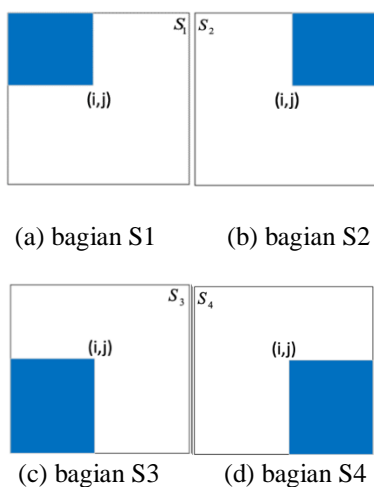 S₁ S₂
(i,j) (i,j)
(a) bagian S1 (b) bagian S2
S₃ S₄
(i,j) (i,j)
(c) bagian S3 (d) bagian S4